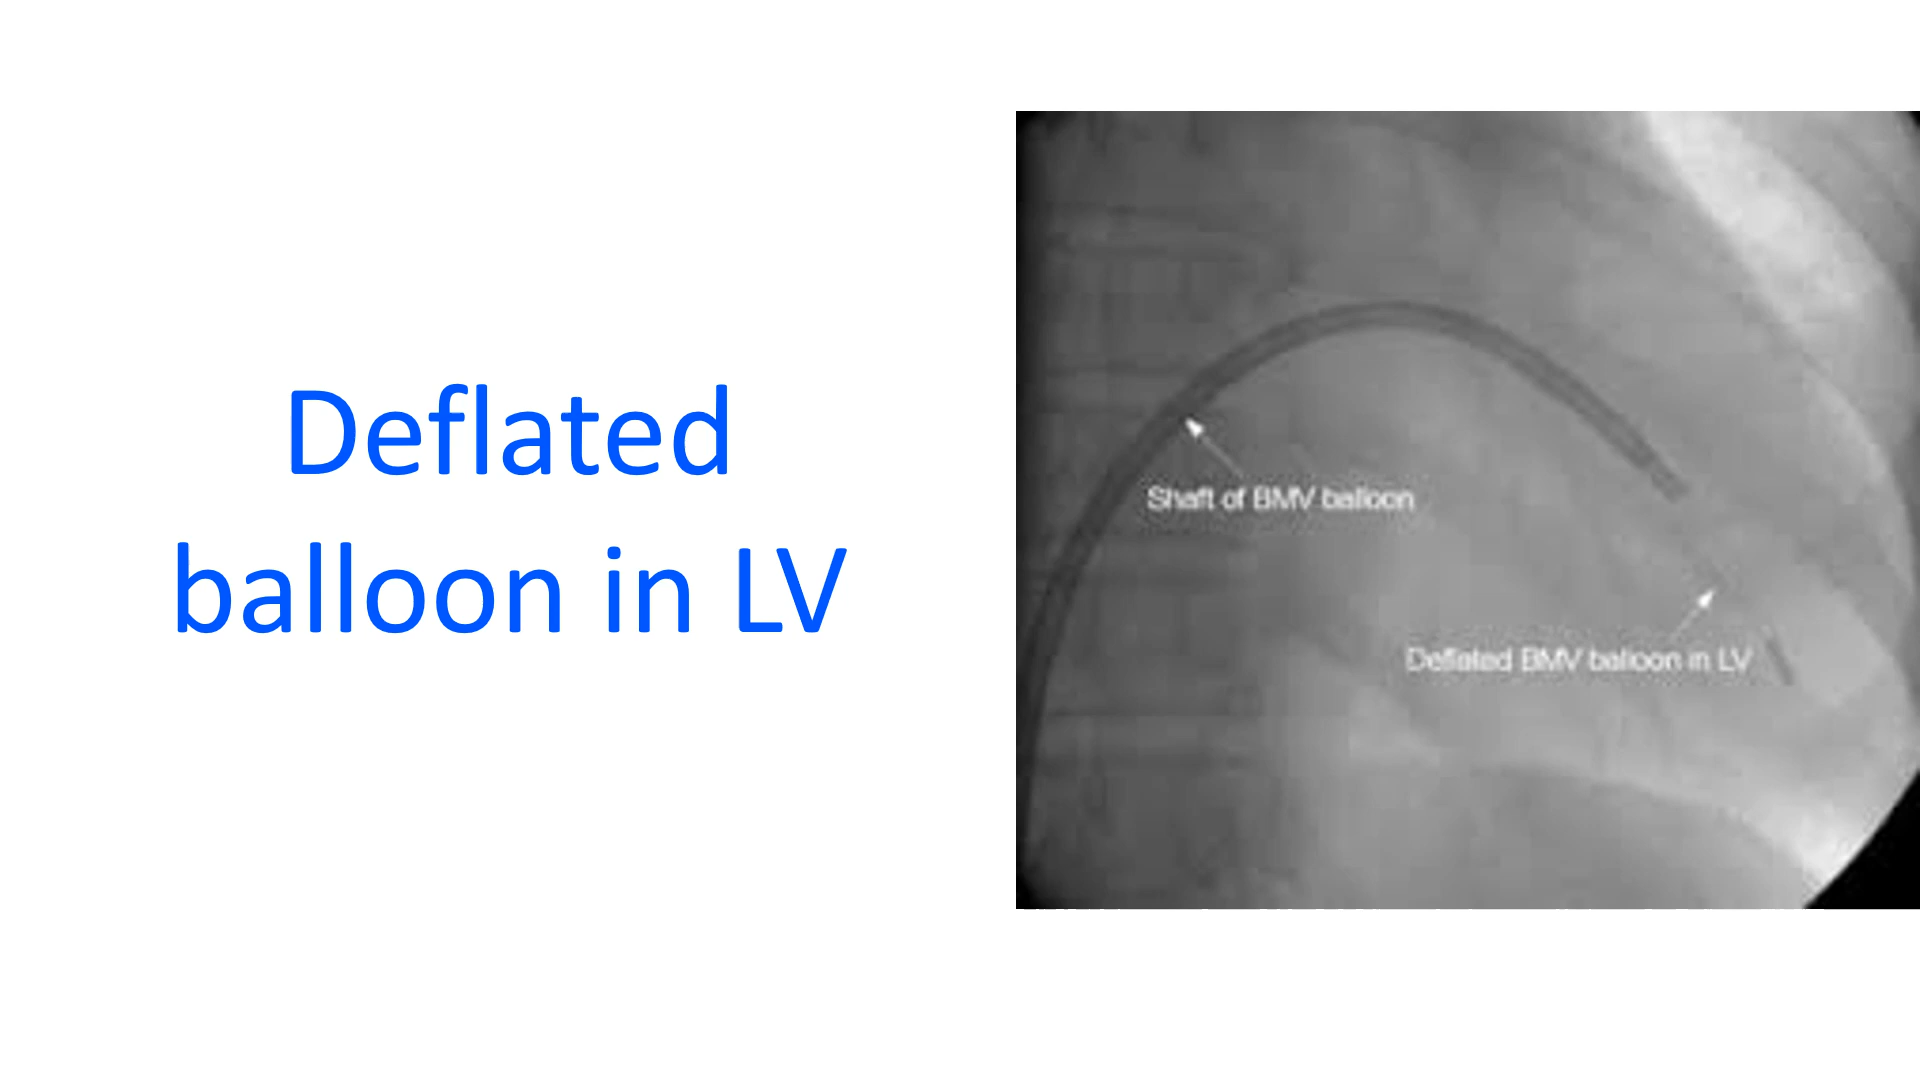 Deflated
balloon in LV
Shaft of BMV balloon
Deflated BMV balloon in LV